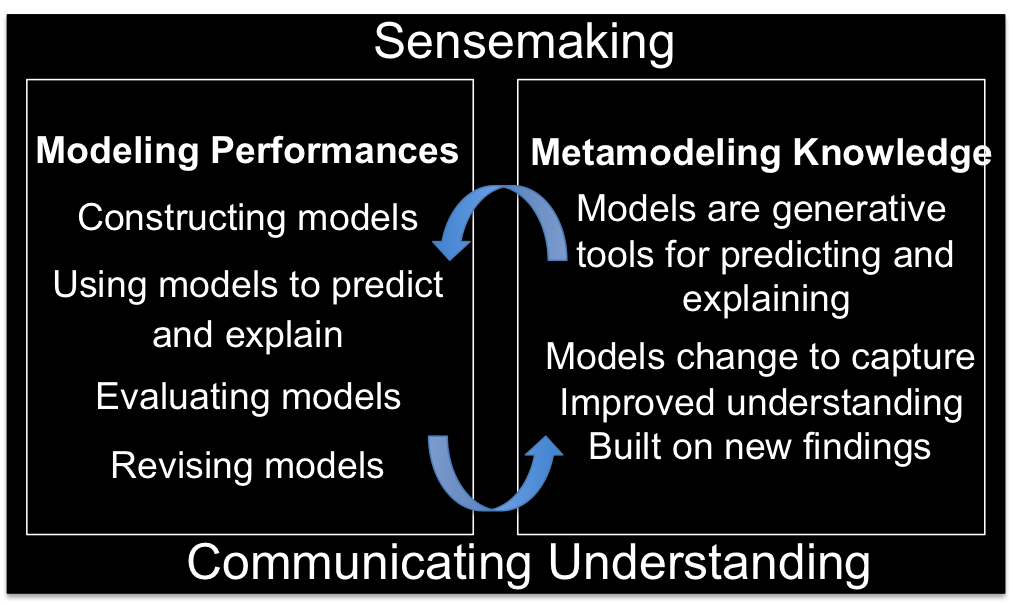 Sensemaking
Modeling Performances
Constructing models
Using models to predict
and explain
Evaluating models
Revising models
Metamodeling Knowledge
Models are generative
tools for predicting and
explaining
Models change to capture
Improved understanding
Built on new findings
Communicating Understanding